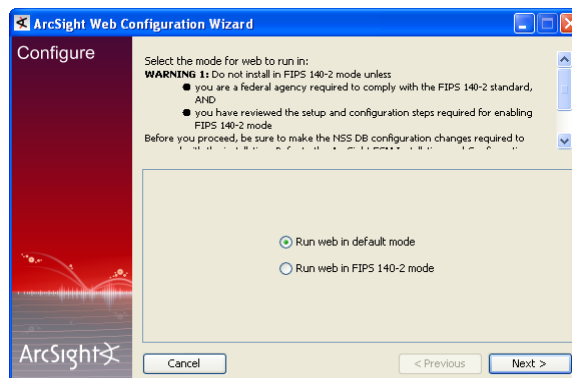 ArcSight Web Configuration Wizard
Configure
Select the mode for web to run in:
WARNING 1: Do not install in FIPS 140-2 mode unless
● you are a federal agency required to comply with the FIPS 140-2 standard,
AND
● you have reviewed the setup and configuration steps required for enabling
FIPS 140-2 mode
Before you proceed, be sure to make the NSS DB configuration changes required to
Run web in default mode
Run web in FIPS 140-2 mode
ArcSight
Cancel
< Previous
Next >